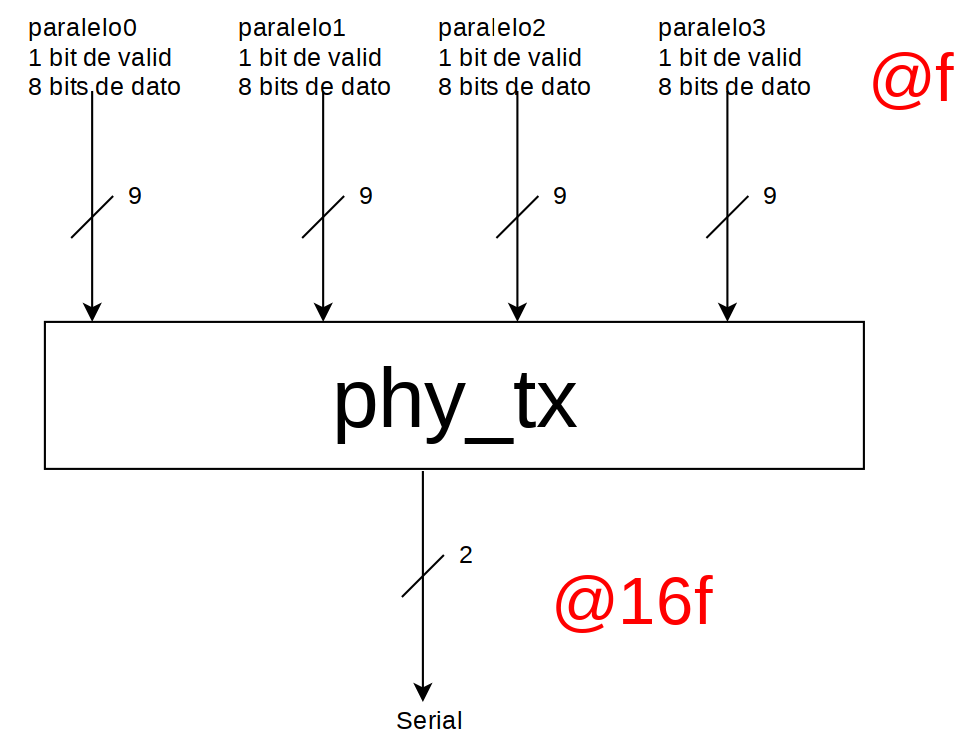 paralelo0
1 bit de valid
8 bits de dato
paralelo1
1 bit de valid
8 bits de dato
paralelo2
1 bit de valid
8 bits de dato
paralelo3
1 bit de valid
8 bits de dato
@f
9
9
9
9
phy_tx
2
@16f
Serial